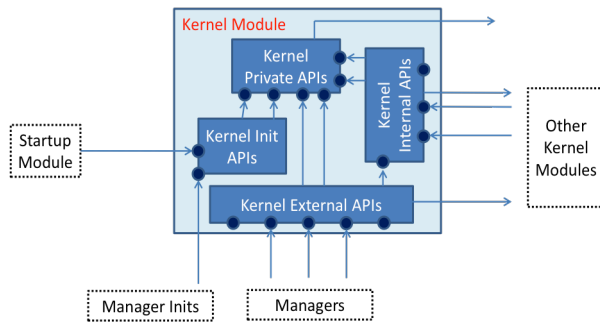 Kernel Module
Kernel
Private APIs
Kernel
Internal APIs
Kernel Init
APIs
Startup
Module
Other
Kernel
Modules
Kernel External APIs
Manager Inits
Managers